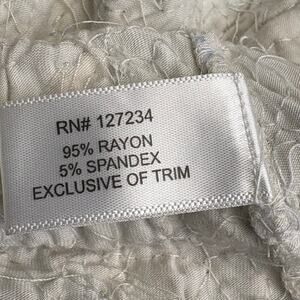 RN# 127234
95% RAYON
5% SPANDEX
EXCLUSIVE OF TRIM